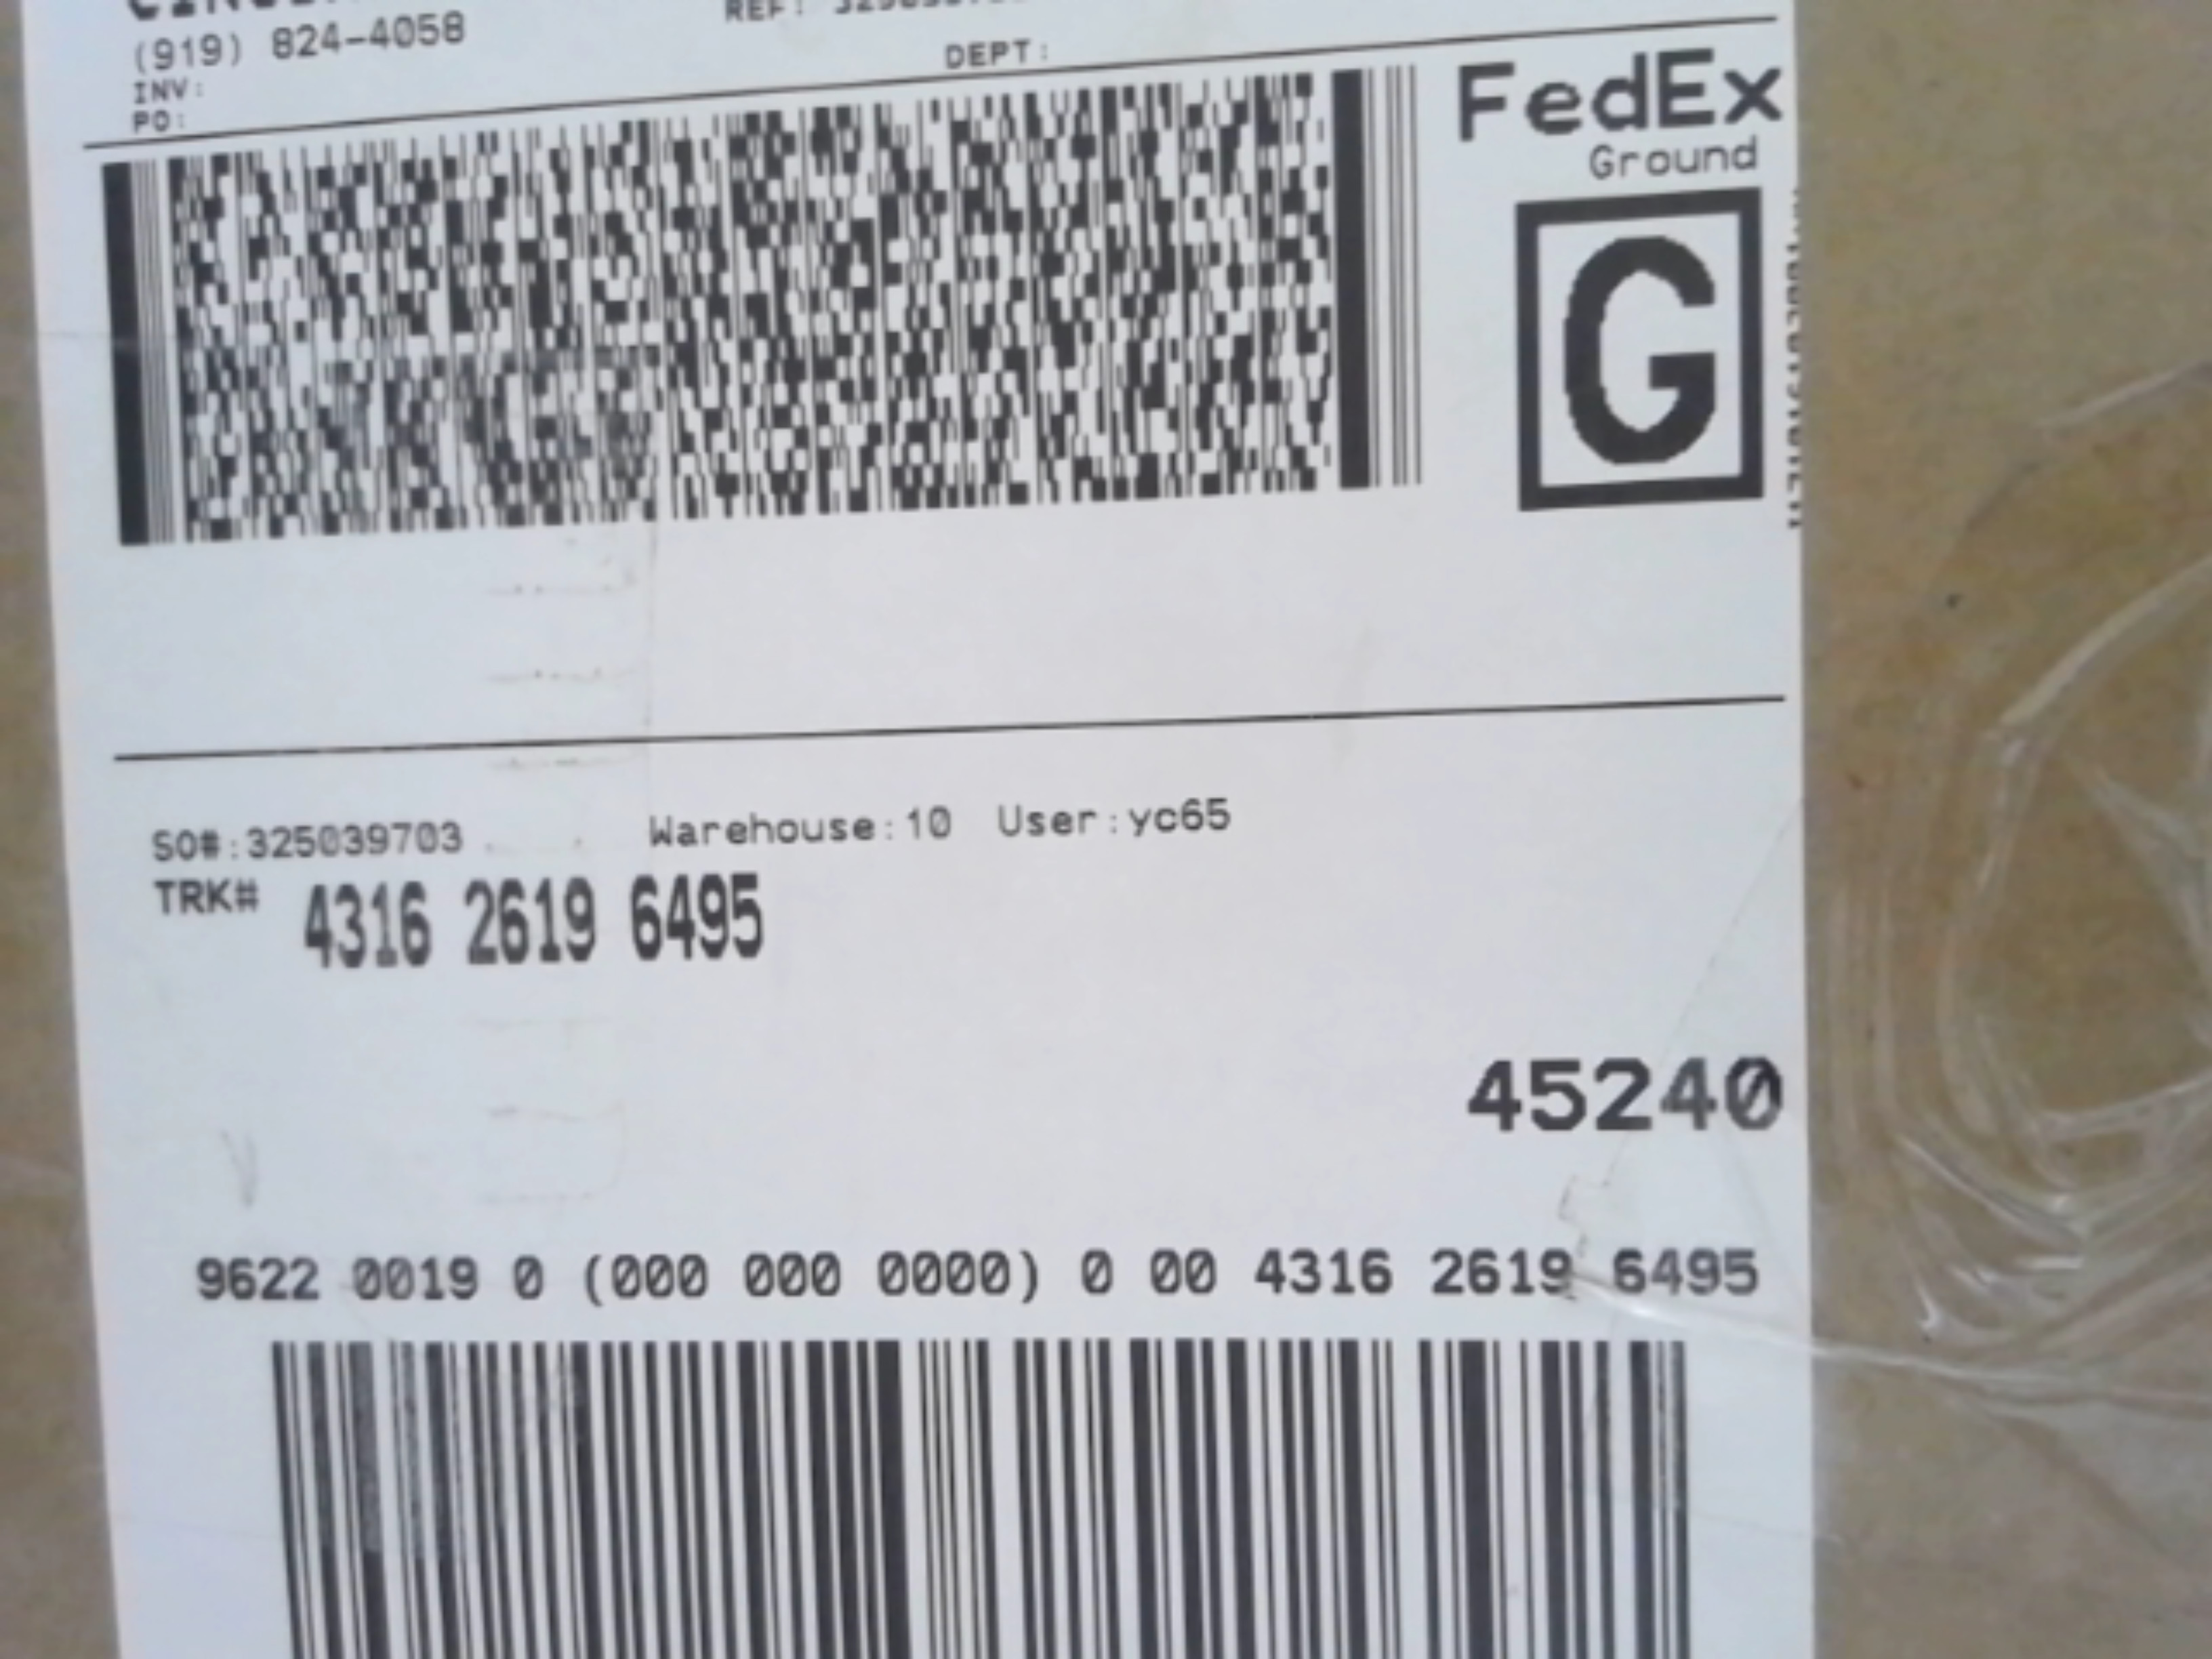 (919) 824-4058
REF:
INV:
PO:
DEPT:
FedEx
Ground
G
SO#:325039703 Warehouse:10 User:yc65
TRK# 4316 2619 6495
45240
9622 0019 0 (000 000 0000) 0 00 4316 2619 6495